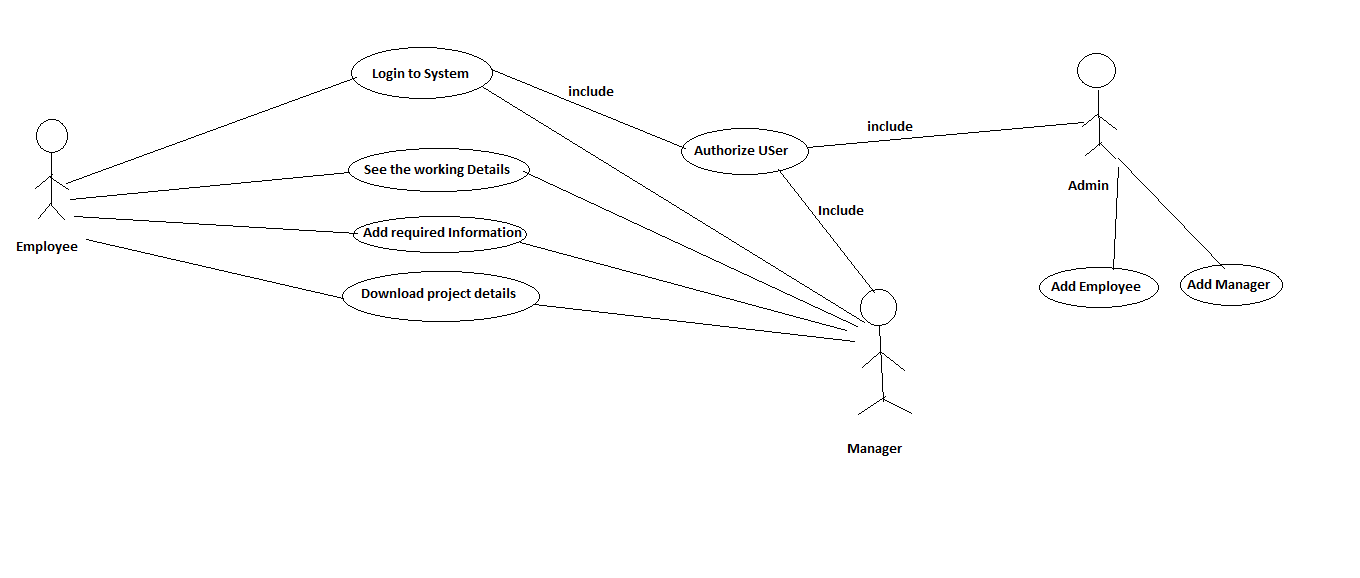 Login to System
include
include
Authorize USer
See the working Details
Admin
Include
Add required Information
Employee
Download project details
Add Employee
Add Manager
Manager